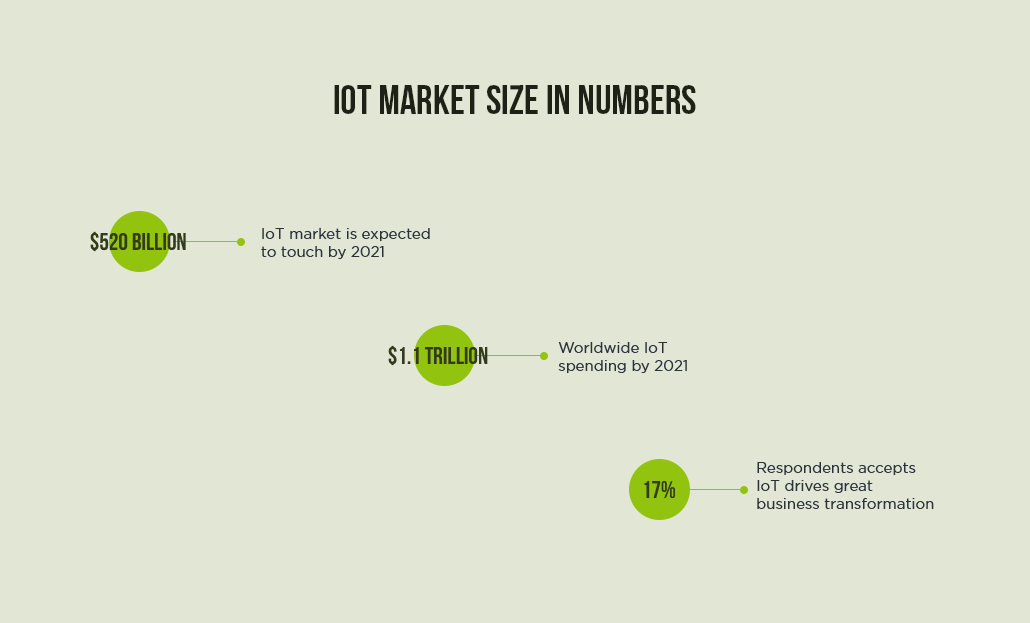 IOT MARKET SIZE IN NUMBERS
$520 BILLION
IoT market is expected
to touch by 2021
$1.1 TRILLION
Worldwide IoT
spending by 2021
17%
Respondents accepts
IoT drives great
business transformation